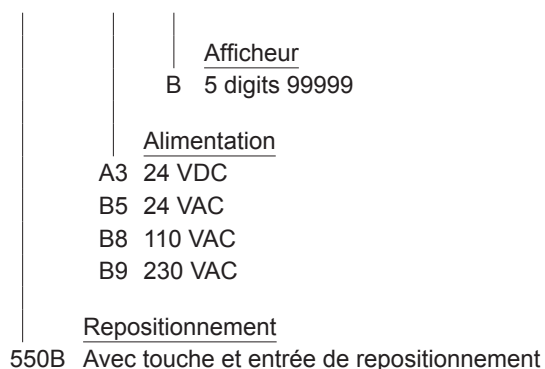 Afficheur
B 5 digits 99999
Alimentation
A3 24 VDC
B5 24 VAC
B8 110 VAC
B9 230 VAC
Repositionnement
550B Avec touche et entrée de repositionnement